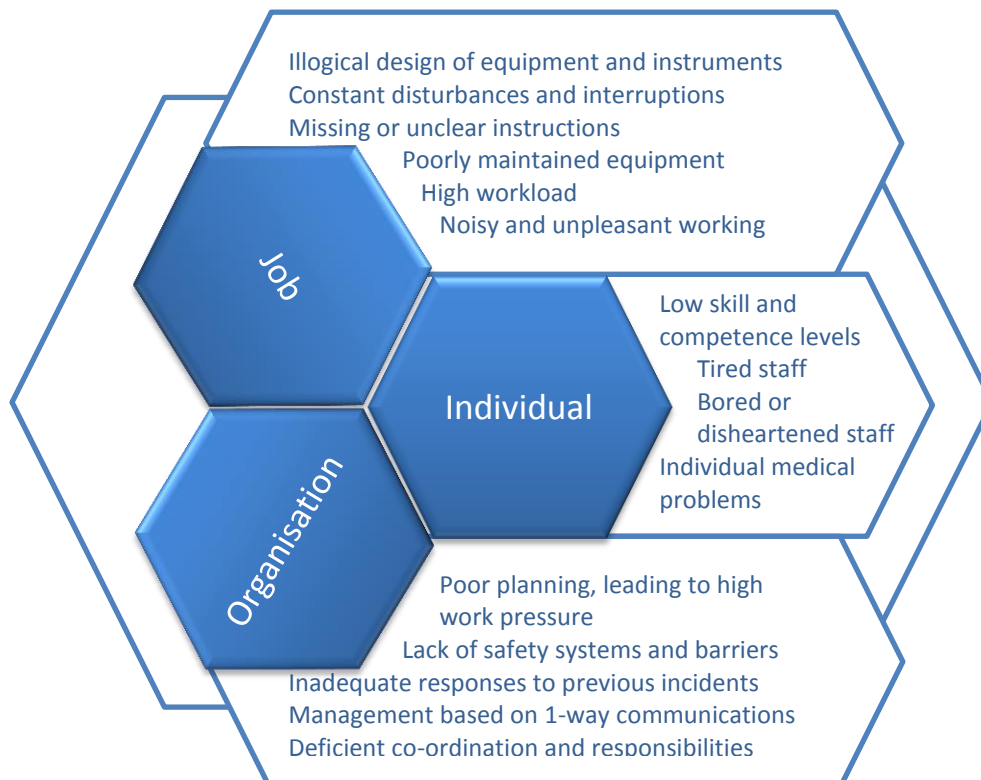 Illogical design of equipment and instruments
Constant disturbances and interruptions
Missing or unclear instructions
Poorly maintained equipment
High workload
Noisy and unpleasant working
Job
Individual
Low skill and
competence levels
Tired staff
Bored or
disheartened staff
Individual medical
problems
Organisation
Poor planning, leading to high
work pressure
Lack of safety systems and barriers
Inadequate responses to previous incidents
Management based on 1-way communications
Deficient co-ordination and responsibilities